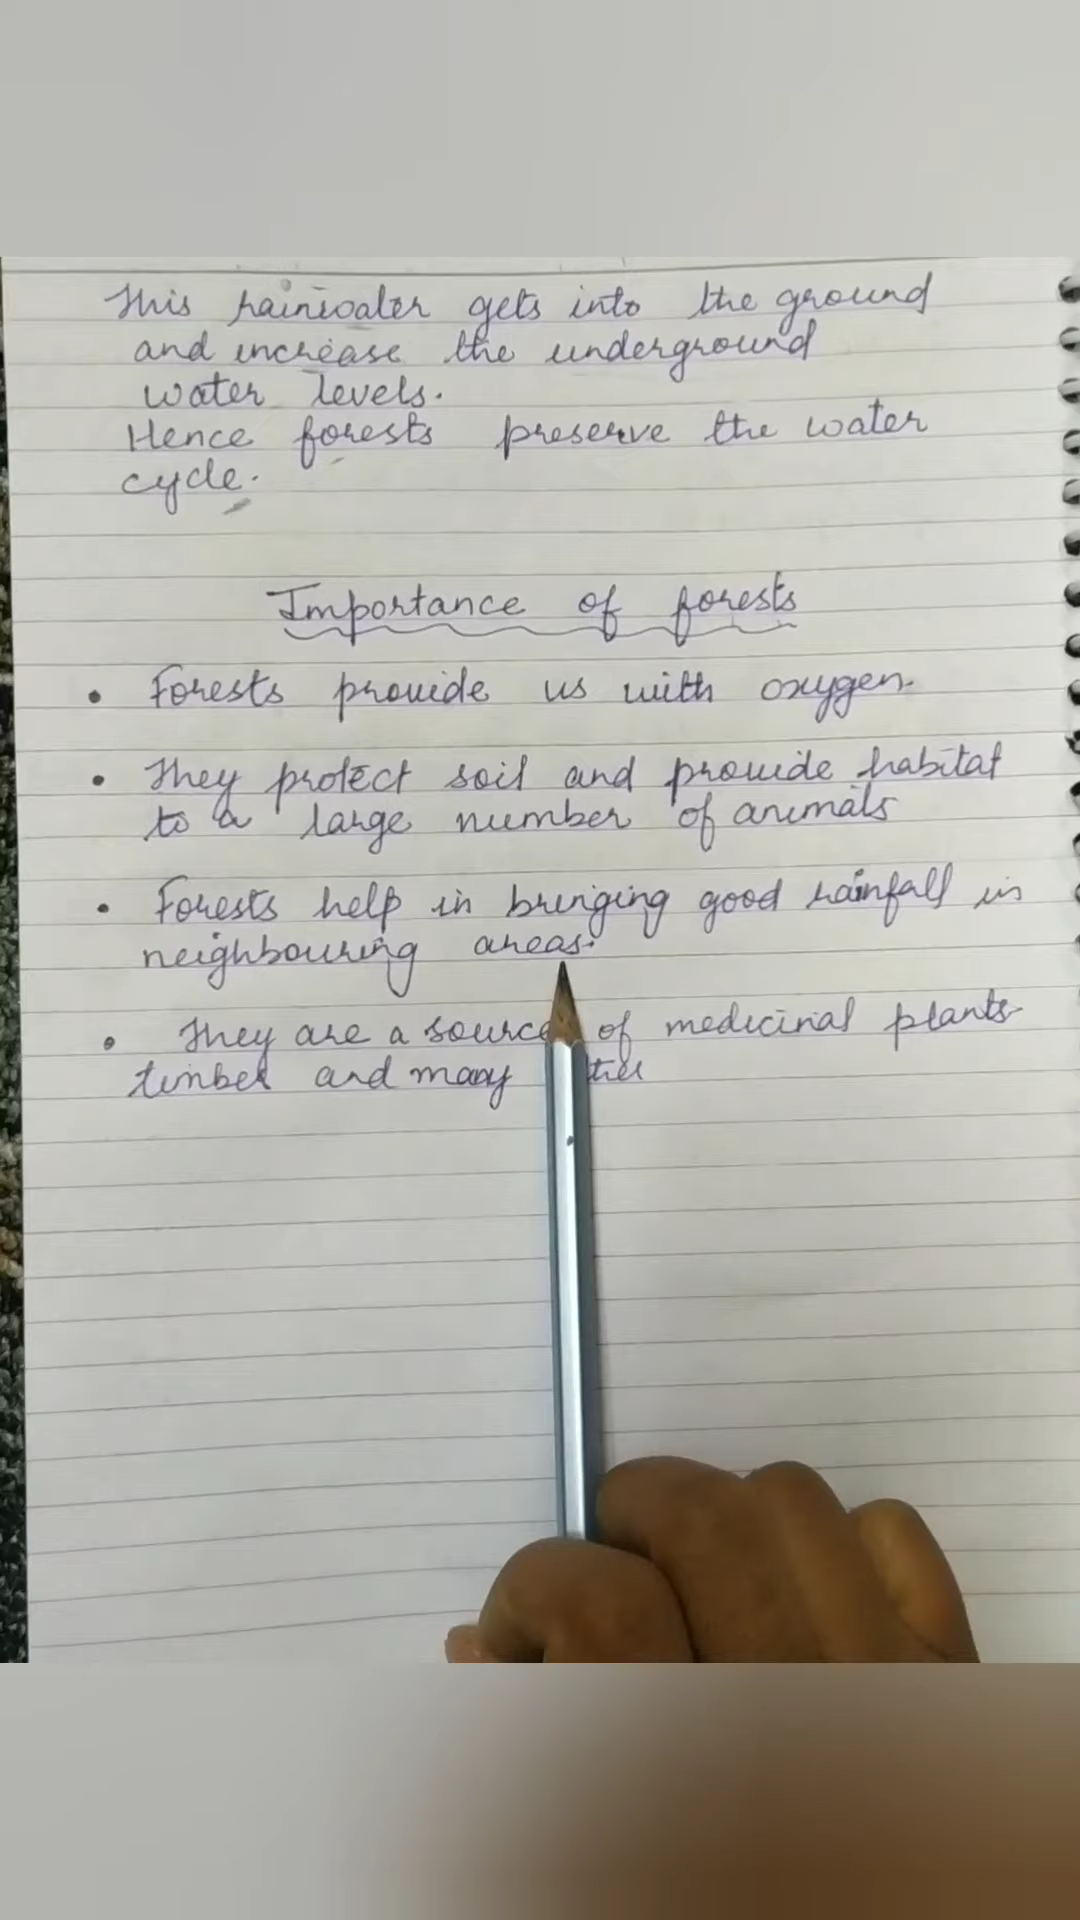 This rainwater gets into the ground
and increase the underground
water levels.
Hence forests preserve the water
cycle.
Importance of forests
• Forests provide us with oxygen.
• They protect soil and provide habitat
to a large number of animals
• Forests help in bringing good rainfall in
neighbouring areas.
• They are a source of medicinal plants
timber and many